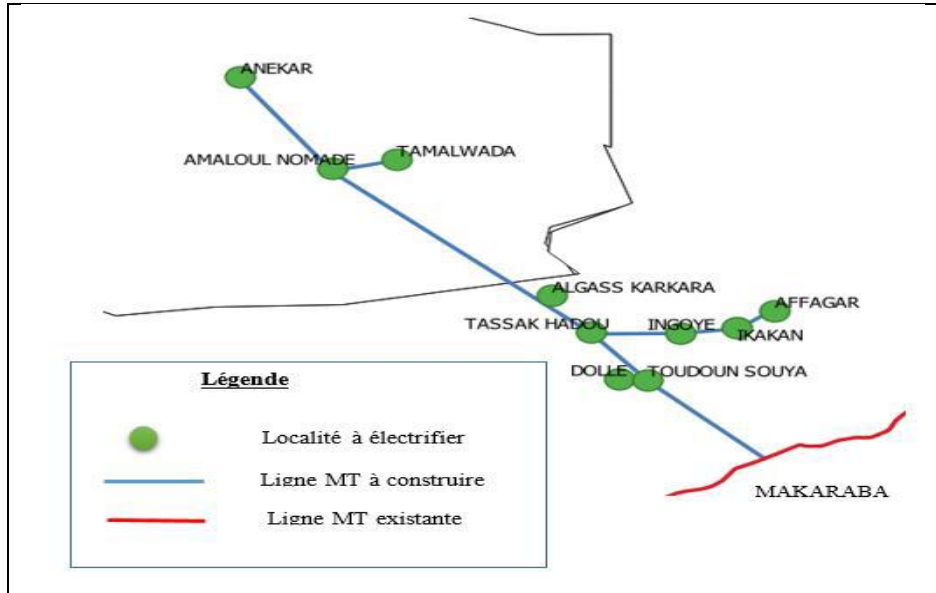 ANEKAR
TAMALWADA
AMALOUL NOMADE
ALGASS KARKARA
AFFAGAR
TASSAK HADOU
INGOYE
IKAKAN
DOLLE
TOUDOUN SOUYA
MAKARABA
Légende
Localité à électrifier
Ligne MT à construire
Ligne MT existante